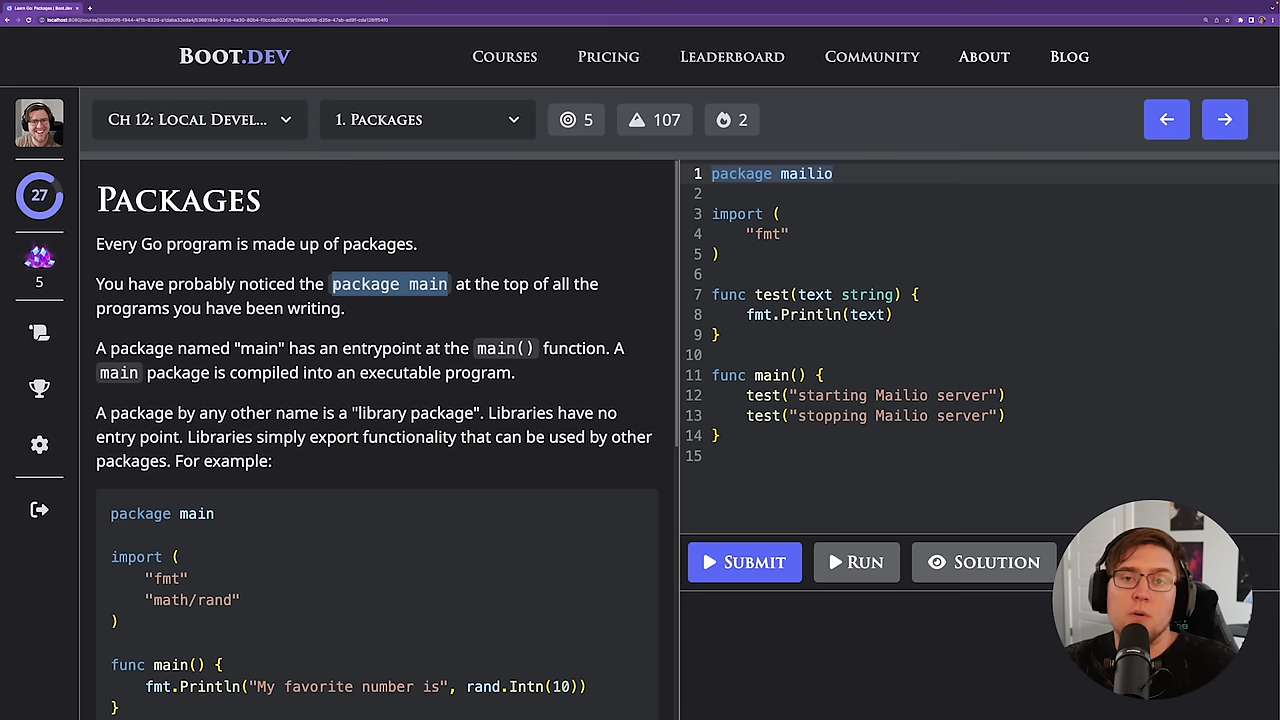 Learn Go: Packages | Boot.dev
BOOT.DEV
COURSES
PRICING
LEADERBOARD
COMMUNITY
ABOUT
BLOG
CH 12: LOCAL DEVEL...
1. PACKAGES
5
107
2
27
5
PACKAGES
Every Go program is made up of packages.
You have probably noticed the package main at the top of all the
programs you have been writing.
A package named "main" has an entrypoint at the main() function. A
main package is compiled into an executable program.
A package by any other name is a "library package". Libraries have no
entry point. Libraries simply export functionality that can be used by other
packages. For example:
package main
import (
"fmt"
"math/rand"
)
func main() {
fmt.Println("My favorite number is", rand.Intn(10))
}
1 package mailio
2
3 import (
4 "fmt"
5 )
6
7 func test(text string) {
8 fmt.Println(text)
9 }
10
11 func main() {
12 test("starting Mailio server")
13 test("stopping Mailio server")
14 }
15
SUBMIT
RUN
SOLUTION